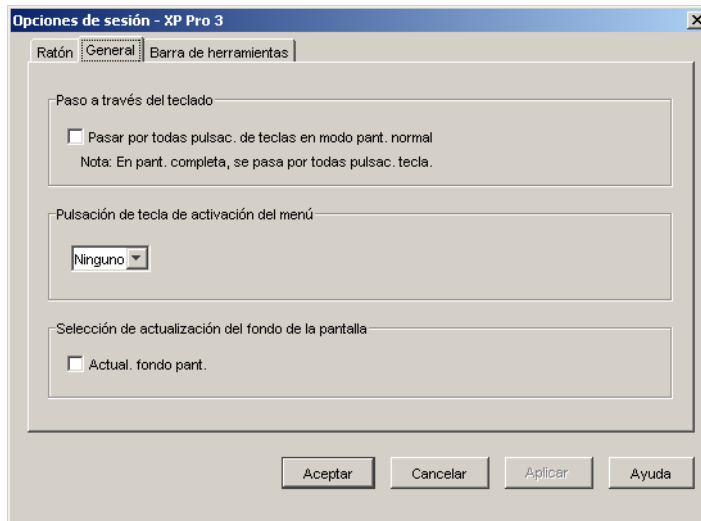 Opciones de sesión - XP Pro 3
Ratón General Barra de herramientas
Paso a través del teclado
Pasar por todas pulsac. de teclas en modo pant. normal
Nota: En pant. completa, se pasa por todas pulsac. tecla.
Pulsación de tecla de activación del menú
Ninguno
Selección de actualización del fondo de la pantalla
Actual. fondo pant.
Aceptar Cancelar Aplicar Ayuda